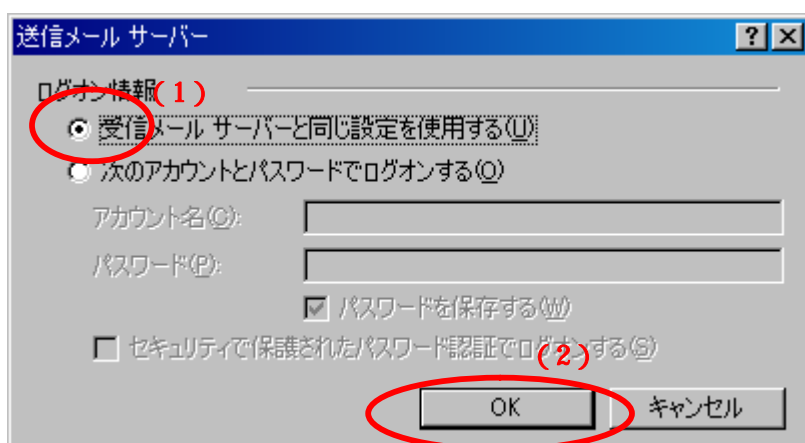 送信メール サーバー
ログオン情報(1)
受信メール サーバーと同じ設定を使用する(U)
次のアカウントとパスワードでログオンする(O)
アカウント名(C):
パスワード(P):
パスワードを保存する(W)
セキュリティで保護されたパスワード認証でログオンする(S)
(2)
OK キャンセル